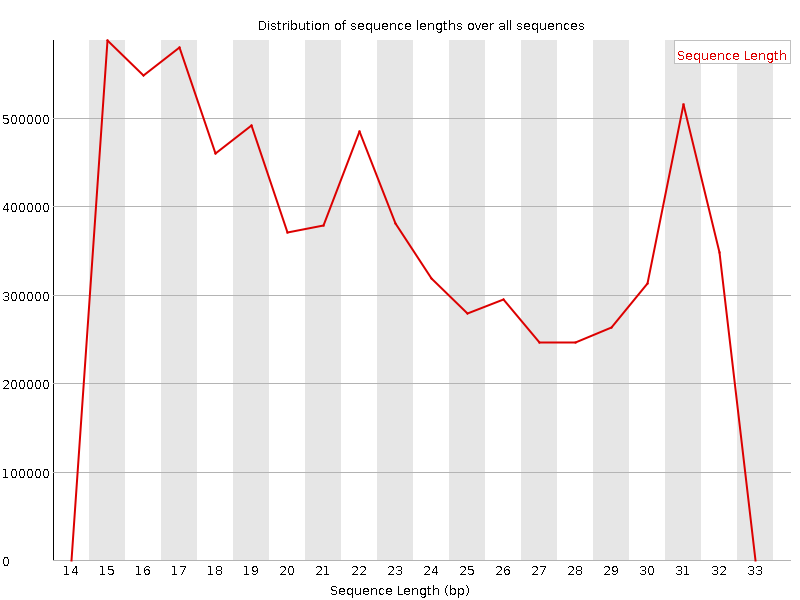 Distribution of sequence lengths over all sequences
Sequence Length
500000
400000
300000
200000
100000
0
14 15 16 17 18 19 20 21 22 23 24 25 26 27 28 29 30 31 32 33
Sequence Length (bp)